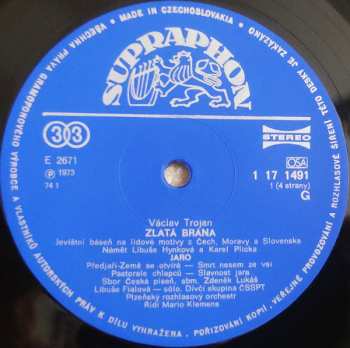 MADE IN CZECHOSLOVAKIA • VŠECHNA PRÁVA GRAMOFONOVÉHO VÝROBCE A VLASTNÍKŮ AUTORSKÝCH PRÁV K DÍLU VYHRAŽENA. POŘIZOVÁNÍ KOPIÍ, VEŘEJNÉ PROVOZOVÁNÍ A ROZHLASOVÉ ŠÍŘENÍ TÉTO DESKY JE ZAKÁZÁNO
SUPRAPHON
33
STEREO
E 2671
Ⓟ 1973
74 1
OSA
1 17 1491
1 (4 strany)
Václav Trojan
ZLATÁ BRÁNA
Jevištní báseň na lidové motivy z Čech, Moravy a Slovenska
Námět Libuše Hynková a Karel Plicka
JARO
Předjaří-Země se otvírá — Smrt nesem ze vsi
Pastorale chlapců — Slavnost jara
Sbor Česká píseň, sbm. Zdeněk Lukáš
Libuše Fialová — sólo. Dívčí skupina ČSSPT
Plzeňský rozhlasový orchestr
Řídí Mario Klemens